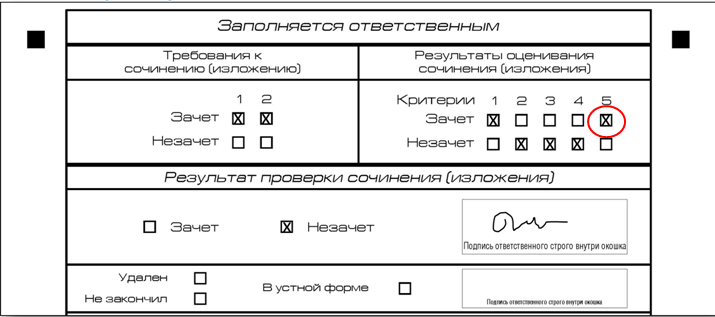 Заполняется ответственным
Требования к
сочинению (изложению)
Результаты оценивания
сочинения (изложения)
1 2
Зачет X X
Незачет
Критерии 1 2 3 4 5
Зачет X X
Незачет X X X
Результат проверки сочинения (изложения)
Зачет X Незачет
Подпись ответственного строго внутри окошка
Удален
Не закончил
В устной форме
Подпись ответственного строго внутри окошка